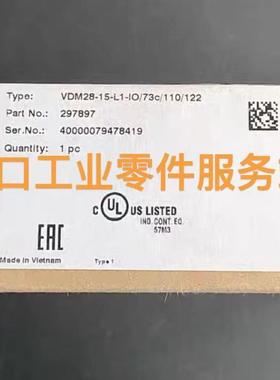 Type: VDM28-15-L1-IO/73c/110/122
Part No.: 297897
Ser.No.: 40000079478419
Quantity: 1 pc
口工业零件服务
C UL US LISTED
IND. CONT. EQ.
57M3
EAC
Made in Vietnam
Type 1